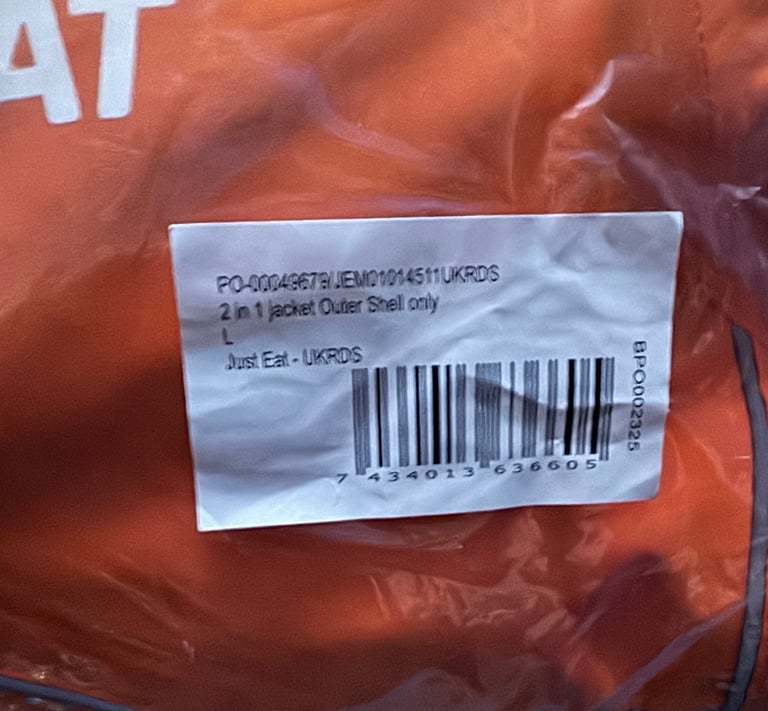 AT
PO-00049679/JEM01014511UKRDS
2 in 1 jacket Outer Shell only
L
Just Eat - UKRDS
BPO002325
7 434013 636605